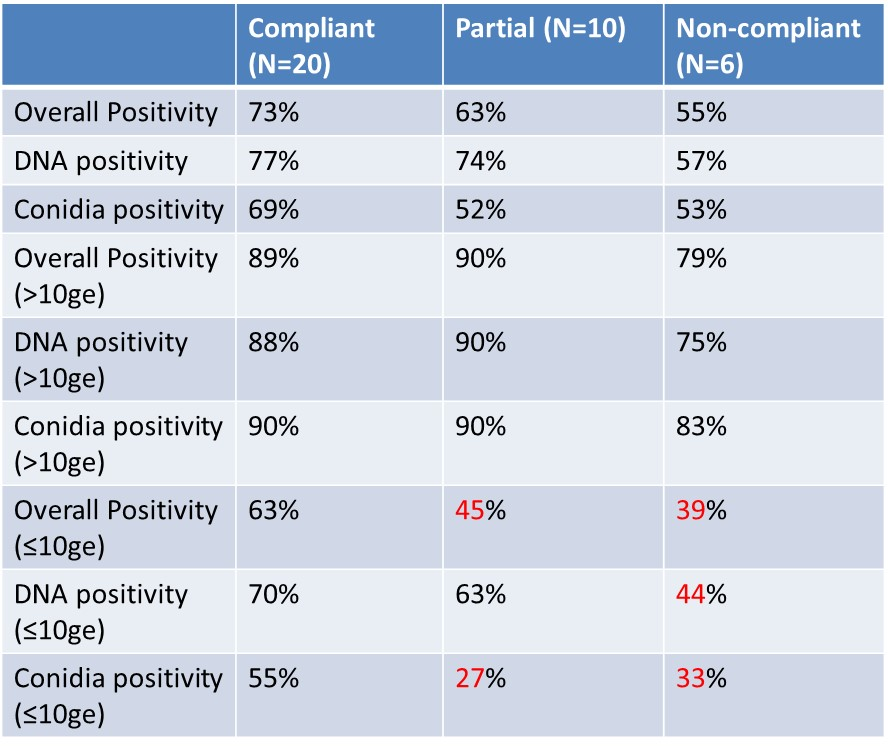 Compliant (N=20) Partial (N=10) Non-compliant (N=6)
Overall Positivity 73% 63% 55%
DNA positivity 77% 74% 57%
Conidia positivity 69% 52% 53%
Overall Positivity (>10ge) 89% 90% 79%
DNA positivity (>10ge) 88% 90% 75%
Conidia positivity (>10ge) 90% 90% 83%
Overall Positivity (≤10ge) 63% 45% 39%
DNA positivity (≤10ge) 70% 63% 44%
Conidia positivity (≤10ge) 55% 27% 33%